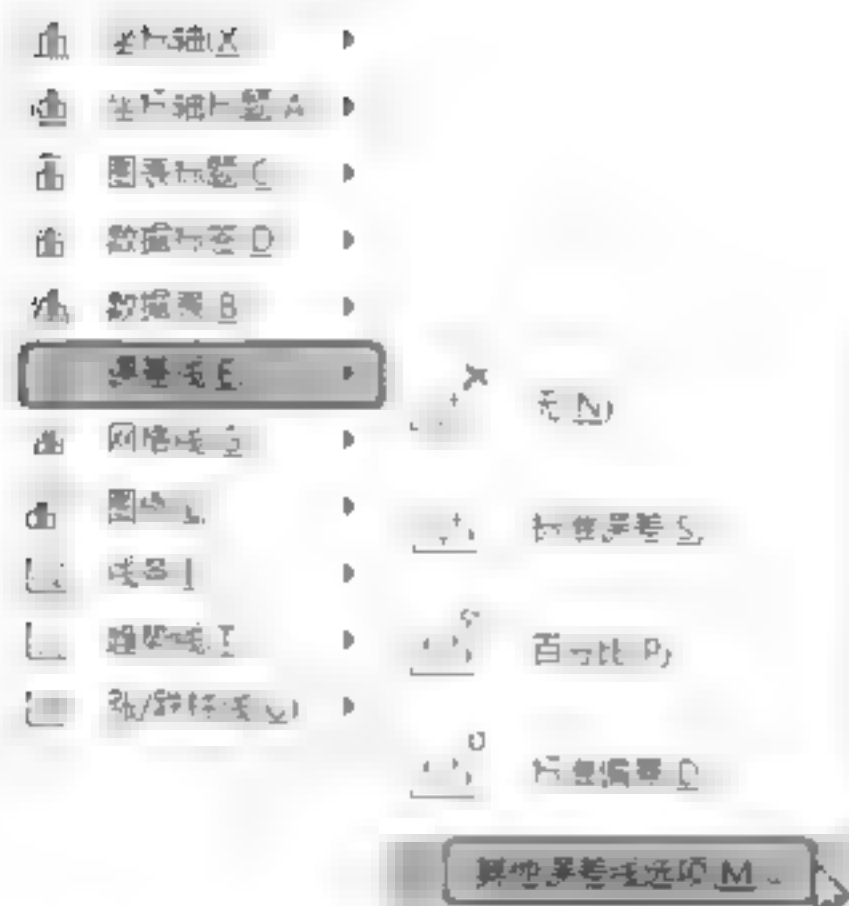 坐标轴(X)
坐标轴标题(A)
图表标题(C)
数据标签(D)
数据表(B)
误差线(E)
网格线(G)
图例(L)
线条(I)
趋势线(T)
涨/跌柱线(U)
无(N)
标准误差(S)
百分比(P)
标准偏差(D)
其他误差线选项(M)...